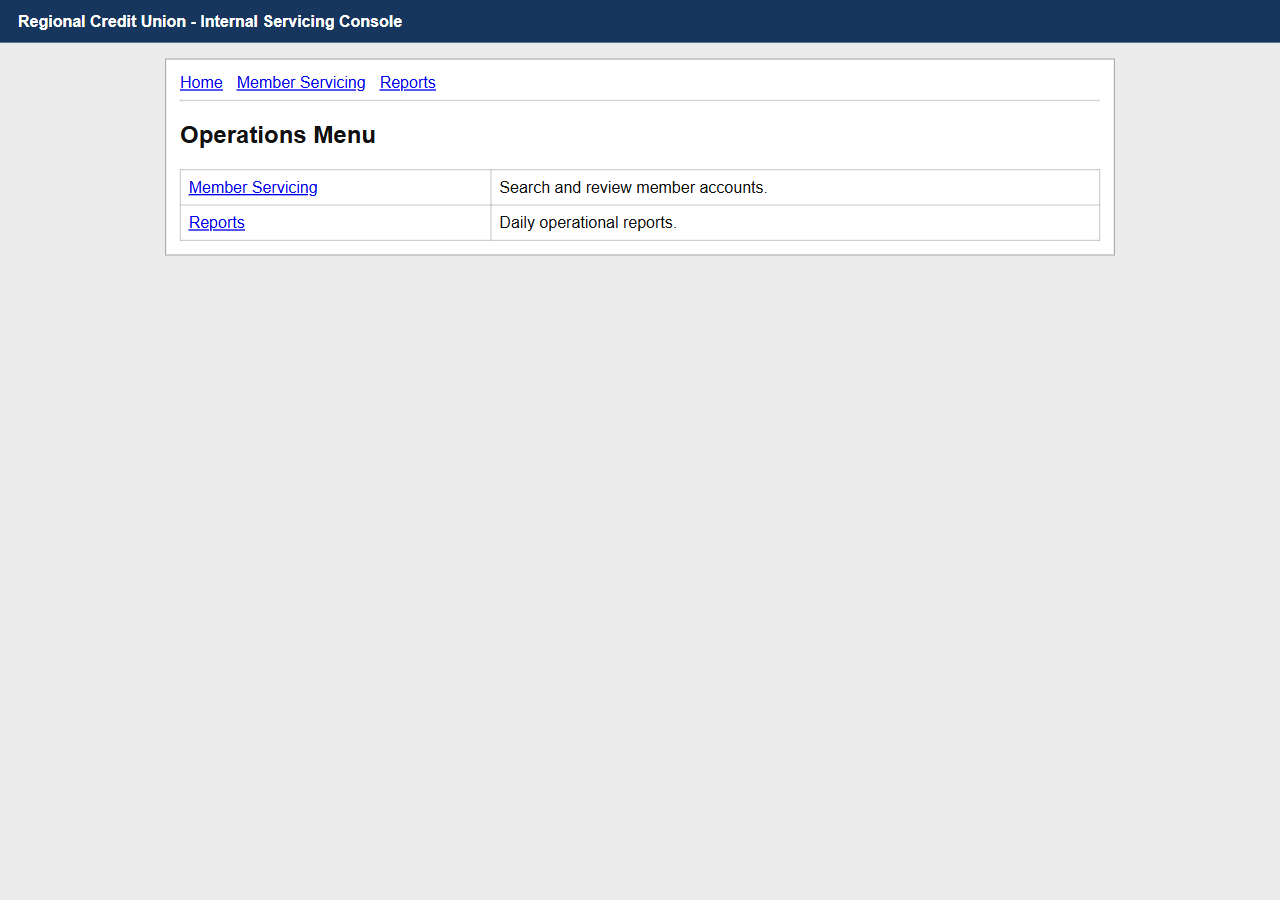 Regional Credit Union - Internal Servicing Console
Home Member Servicing Reports
Operations Menu
Member Servicing Search and review member accounts.
Reports Daily operational reports.